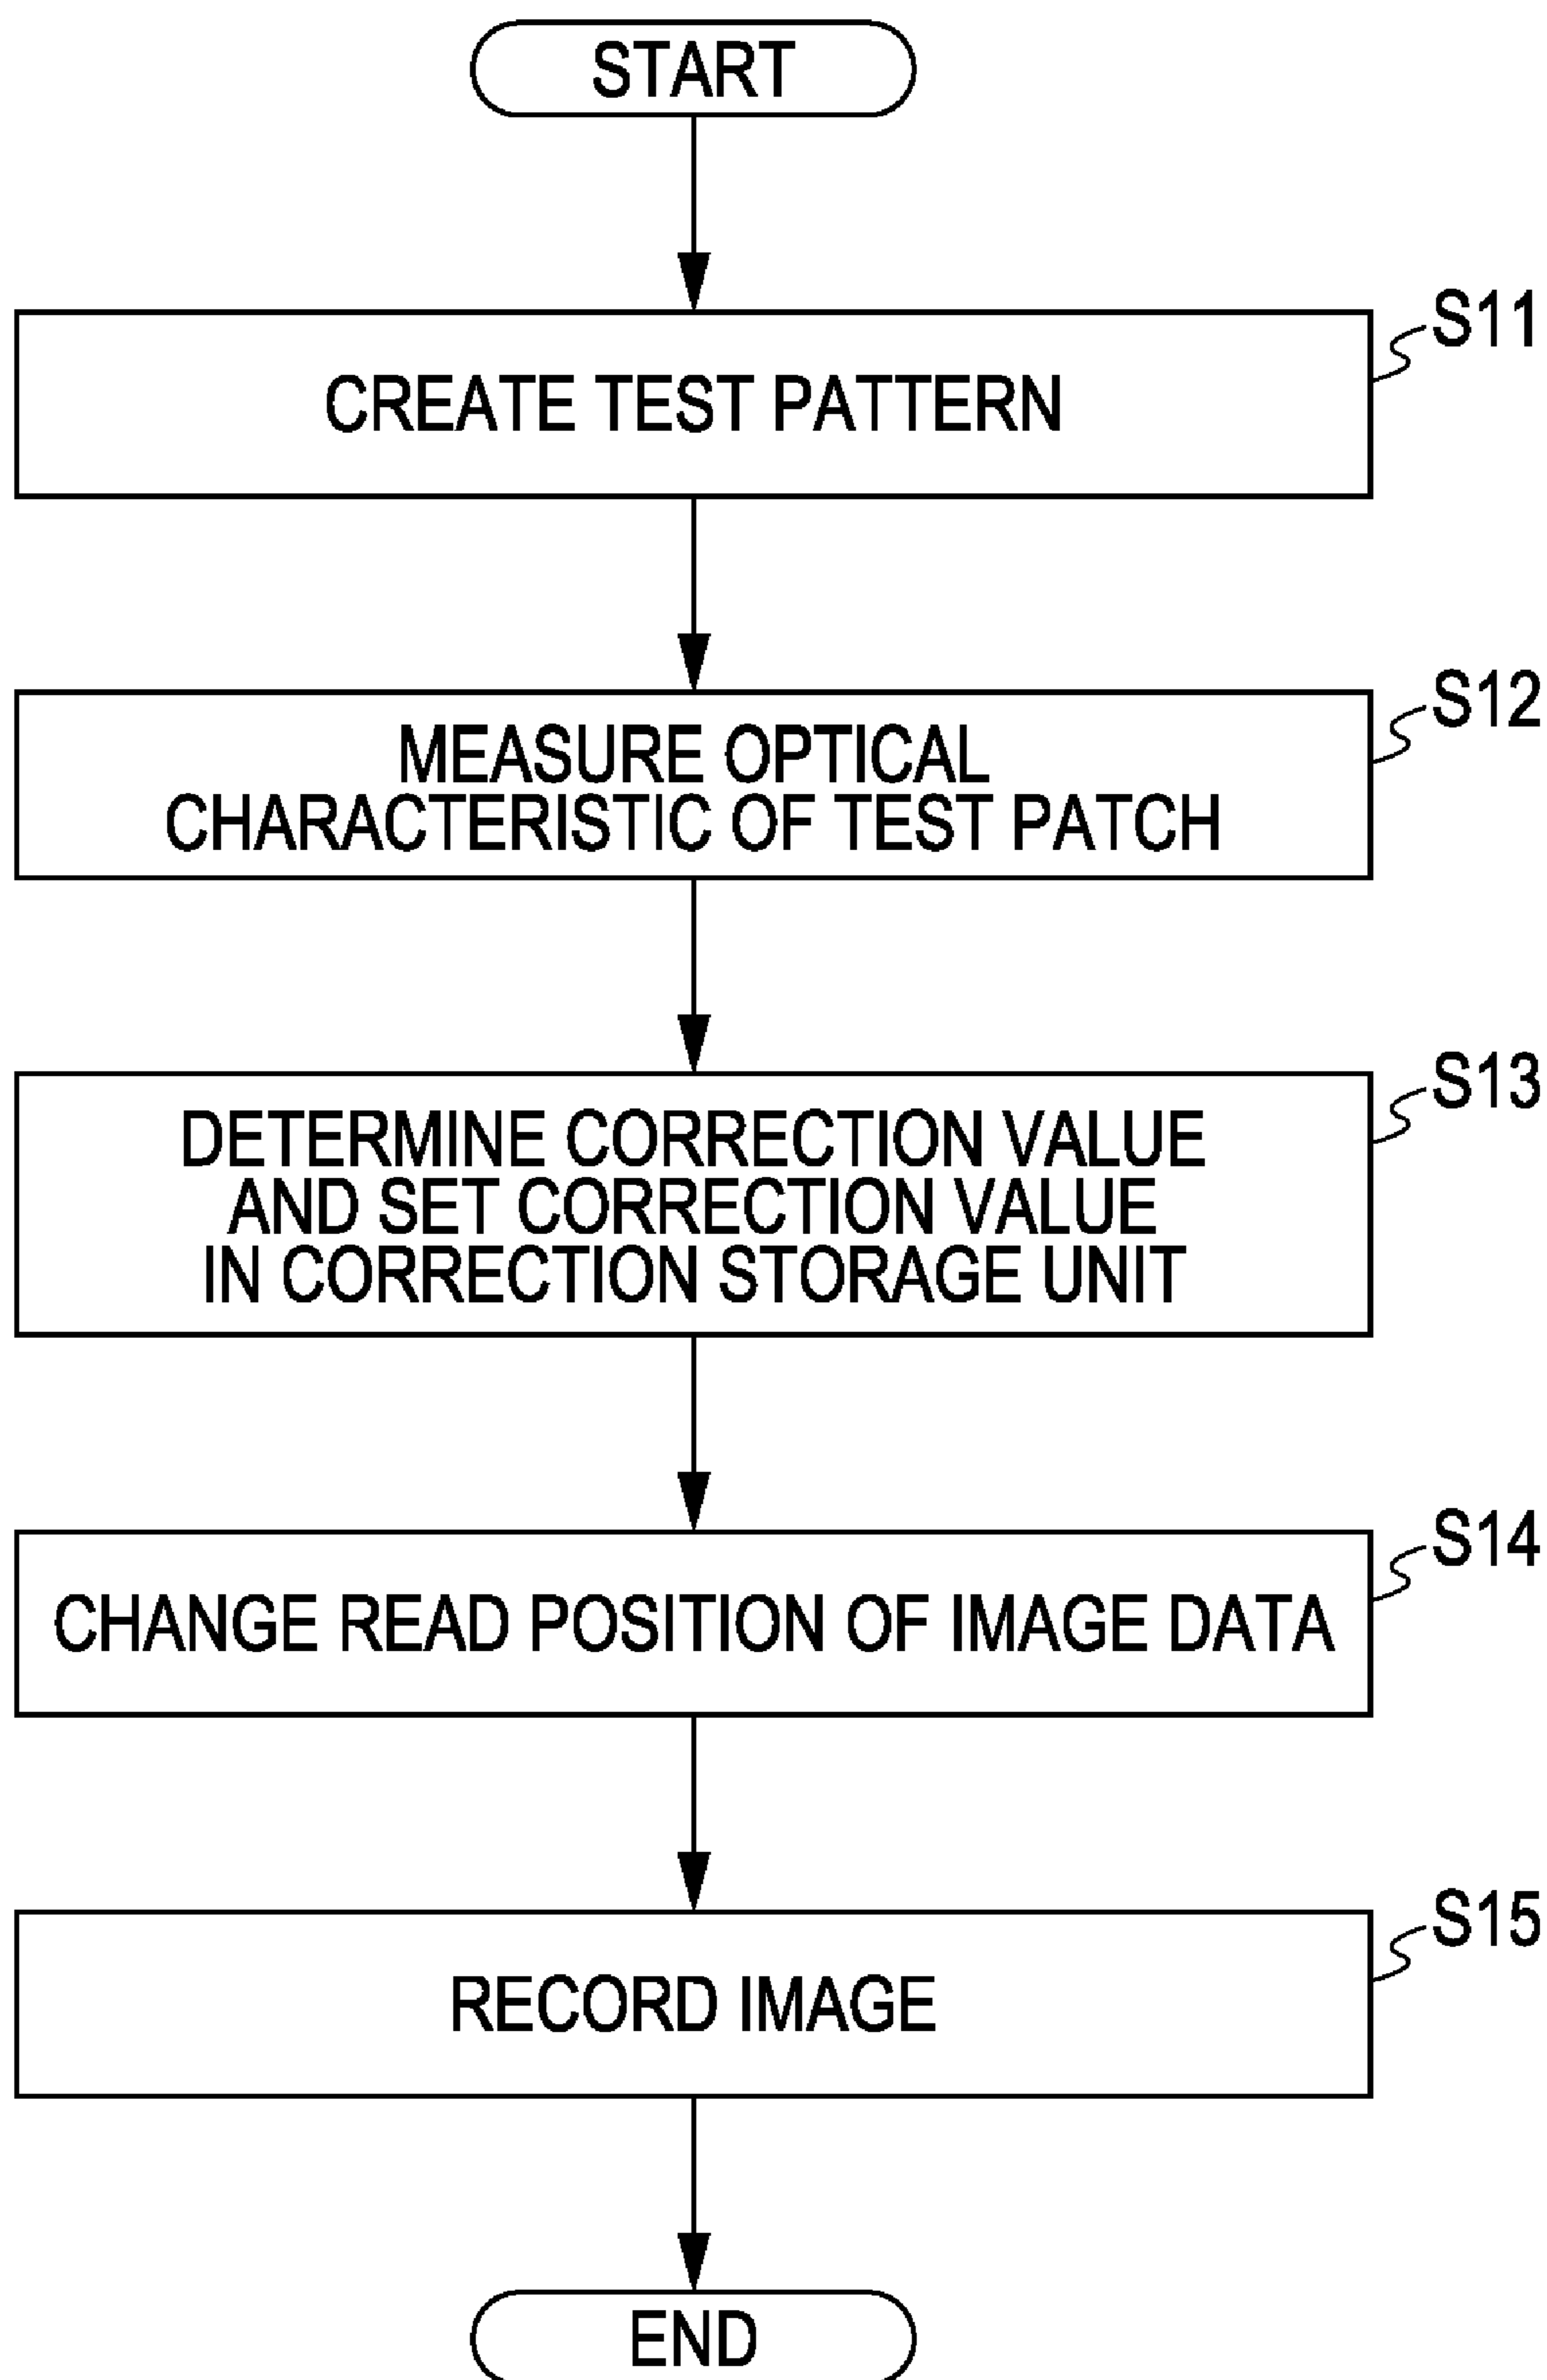 START
S11
CREATE TEST PATTERN
S12
MEASURE OPTICAL
CHARACTERISTIC OF TEST PATCH
S13
DETERMINE CORRECTION VALUE
AND SET CORRECTION VALUE
IN CORRECTION STORAGE UNIT
S14
CHANGE READ POSITION OF IMAGE DATA
S15
RECORD IMAGE
END